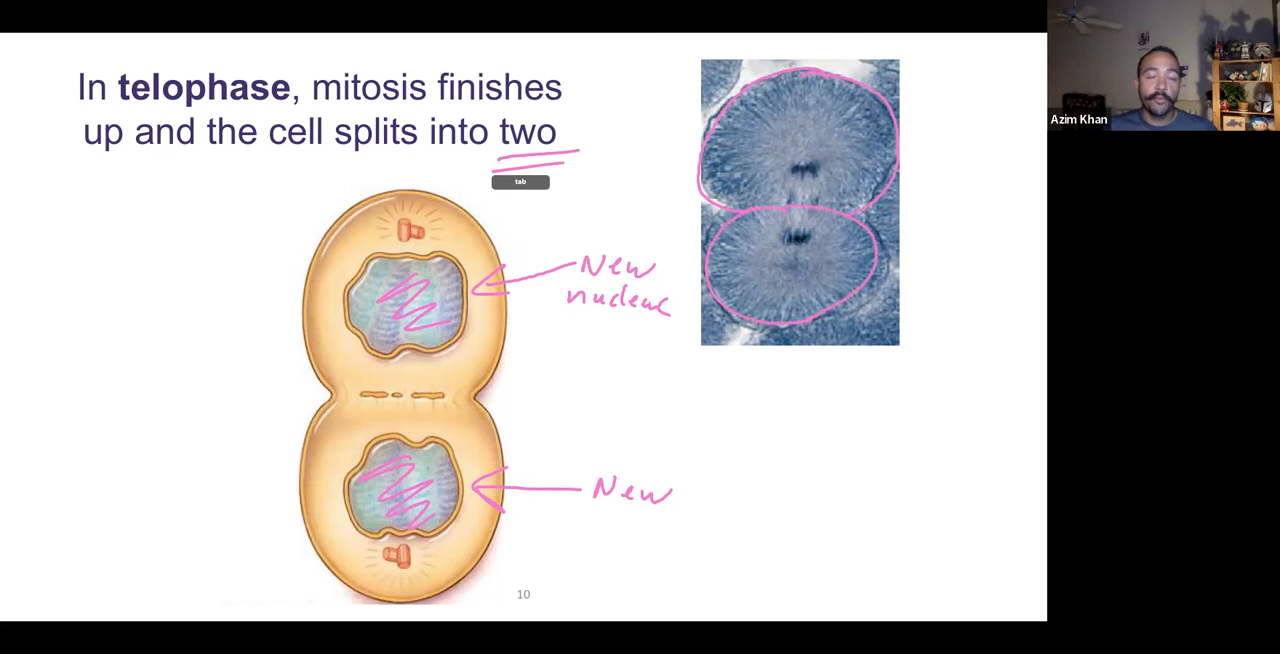 In telophase, mitosis finishes
up and the cell splits into two
tab
New
nucleus
New
10
Azim Khan